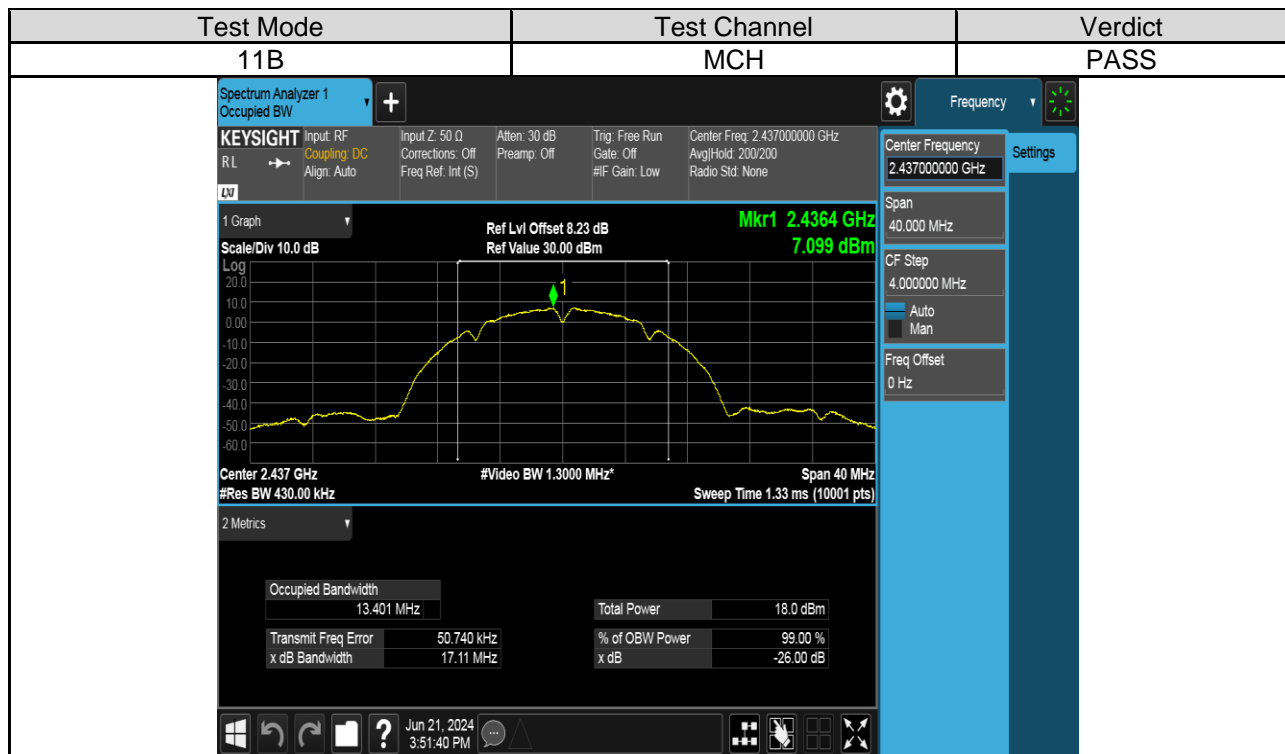 Test Mode Test Channel Verdict
11B MCH PASS
Spectrum Analyzer 1
Occupied BW
+
Frequency
KEYSIGHT Input: RF Input Z: 50 Ω Atten: 30 dB Trig: Free Run Center Freq: 2.437000000 GHz
R L Coupling: DC Corrections: Off Preamp: Off Gate: Off Avg|Hold: 200/200
Align: Auto Freq Ref: Int (S) #IF Gain: Low Radio Std: None
LXI
Center Frequency
2.437000000 GHz
Settings
Span
40.000 MHz
CF Step
4.000000 MHz
Auto
Man
Freq Offset
0 Hz
1 Graph Ref Lvl Offset 8.23 dB Mkr1 2.4364 GHz
Scale/Div 10.0 dB Ref Value 30.00 dBm 7.099 dBm
Log
20.0
1
10.0
0.00
-10.0
-20.0
-30.0
-40.0
-50.0
-60.0
Center 2.437 GHz #Video BW 1.3000 MHz* Span 40 MHz
#Res BW 430.00 kHz Sweep Time 1.33 ms (10001 pts)
2 Metrics
Occupied Bandwidth
13.401 MHz Total Power 18.0 dBm
Transmit Freq Error 50.740 kHz % of OBW Power 99.00 %
x dB Bandwidth 17.11 MHz x dB -26.00 dB
? Jun 21, 2024
3:51:40 PM